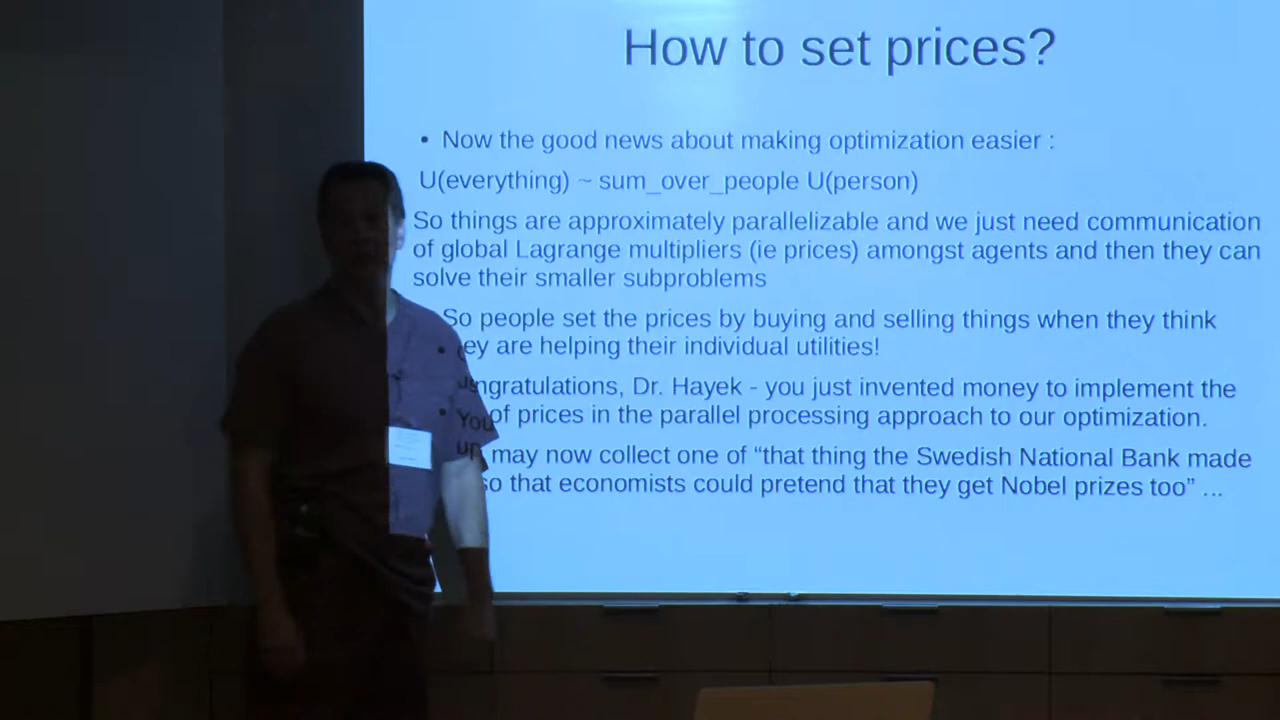 How to set prices?
• Now the good news about making optimization easier :
U(everything) ~ sum_over_people U(person)
So things are approximately parallelizable and we just need communication
of global Lagrange multipliers (ie prices) amongst agents and then they can
solve their smaller subproblems
So people set the prices by buying and selling things when they think
ey are helping their individual utilities!
ngratulations, Dr. Hayek - you just invented money to implement the
of prices in the parallel processing approach to our optimization.
You may now collect one of “that thing the Swedish National Bank made
up so that economists could pretend that they get Nobel prizes too” ...